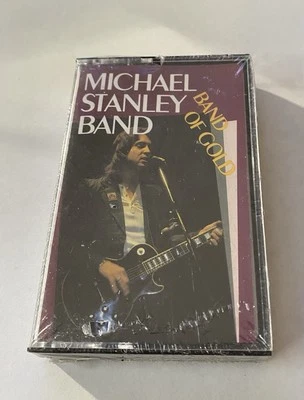 MICHAEL
STANLEY
BAND
BAND
OF GOLD